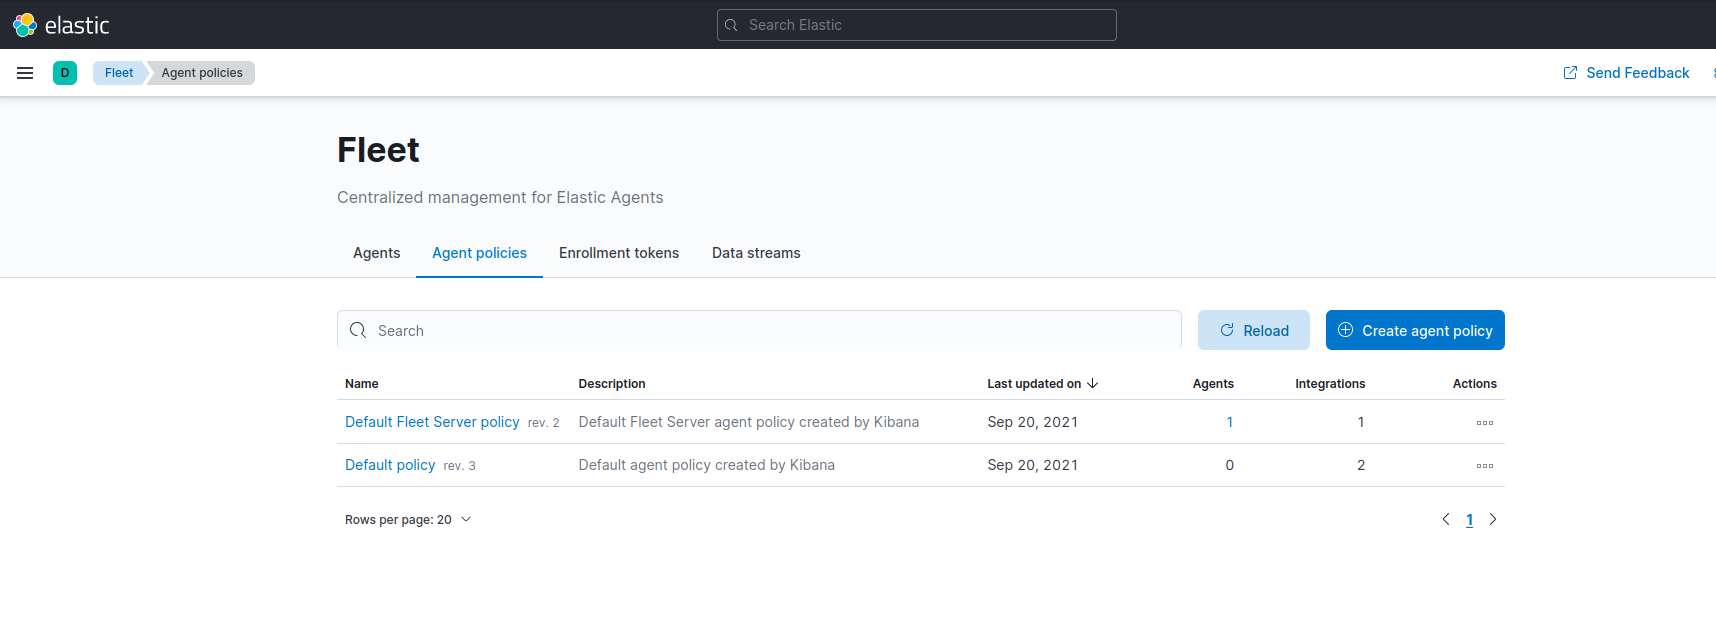 elastic
Search Elastic
D
Fleet
Agent policies
Send Feedback
Fleet
Centralized management for Elastic Agents
Agents Agent policies Enrollment tokens Data streams
Search
Reload
Create agent policy
Name Description Last updated on Agents Integrations Actions
Default Fleet Server policy rev. 2 Default Fleet Server agent policy created by Kibana Sep 20, 2021 1 1
Default policy rev. 3 Default agent policy created by Kibana Sep 20, 2021 0 2
Rows per page: 20
1